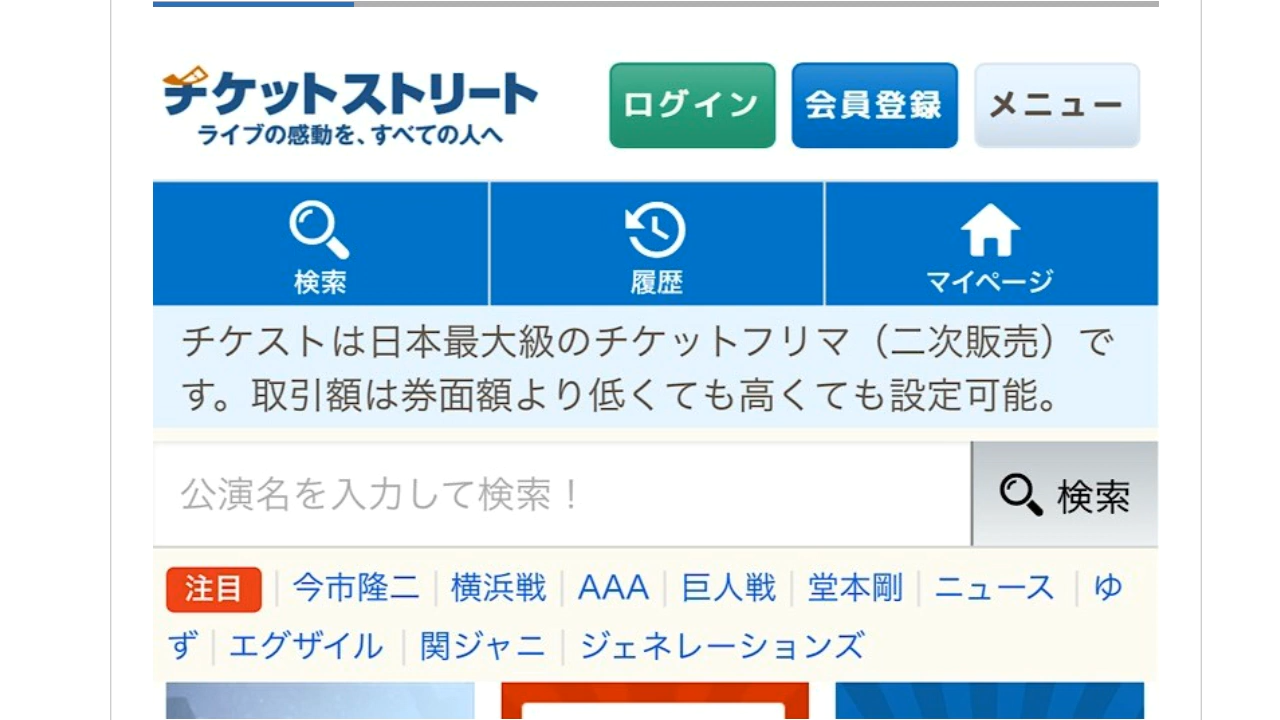 チケットストリート
ライブの感動を、すべての人へ
ログイン
会員登録
メニュー
検索
履歴
マイページ
チケストは日本最大級のチケットフリマ（二次販売）で
す。取引額は券面額より低くても高くても設定可能。
公演名を入力して検索！
検索
注目 | 今市隆二 | 横浜戦 | AAA | 巨人戦 | 堂本剛 | ニュース | ゆ
ず | エグザイル | 関ジャニ | ジェネレーションズ